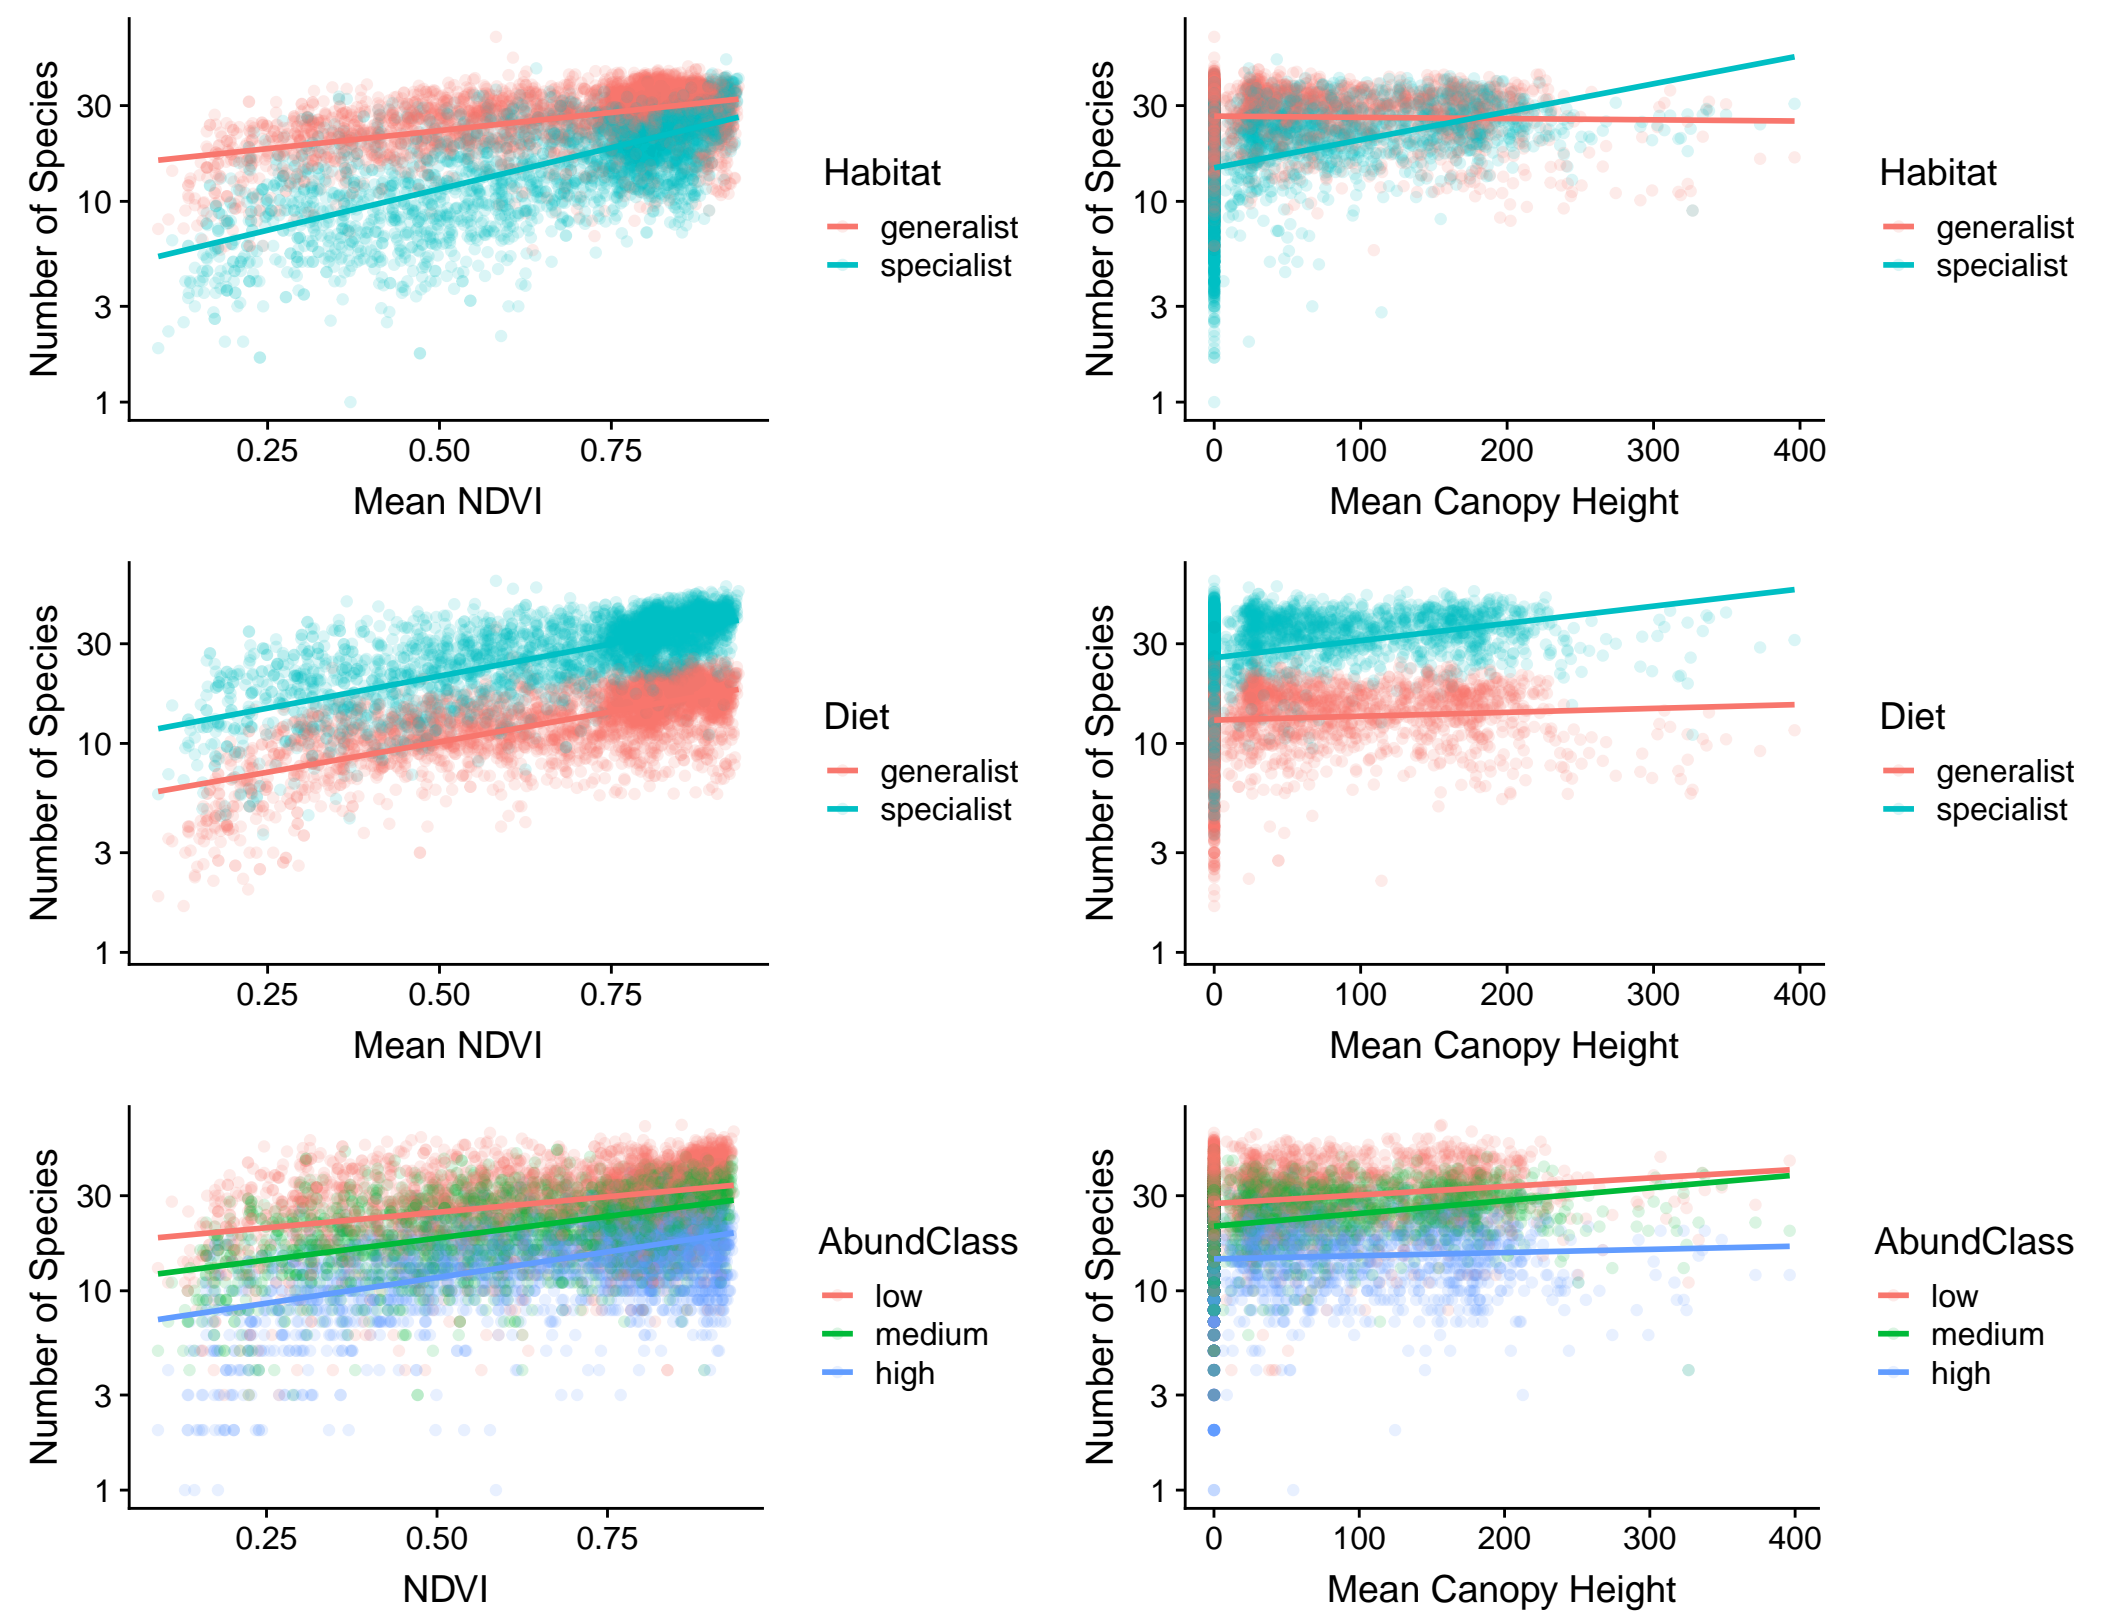 Number of Species
30
10
3
1
0.25 0.50 0.75
Mean NDVI
Habitat
generalist
specialist
Number of Species
30
10
3
1
0 100 200 300 400
Mean Canopy Height
Habitat
generalist
specialist
Number of Species
30
10
3
1
0.25 0.50 0.75
Mean NDVI
Diet
generalist
specialist
Number of Species
30
10
3
1
0 100 200 300 400
Mean Canopy Height
Diet
generalist
specialist
Number of Species
30
10
3
1
0.25 0.50 0.75
NDVI
AbundClass
low
medium
high
Number of Species
30
10
3
1
0 100 200 300 400
Mean Canopy Height
AbundClass
low
medium
high